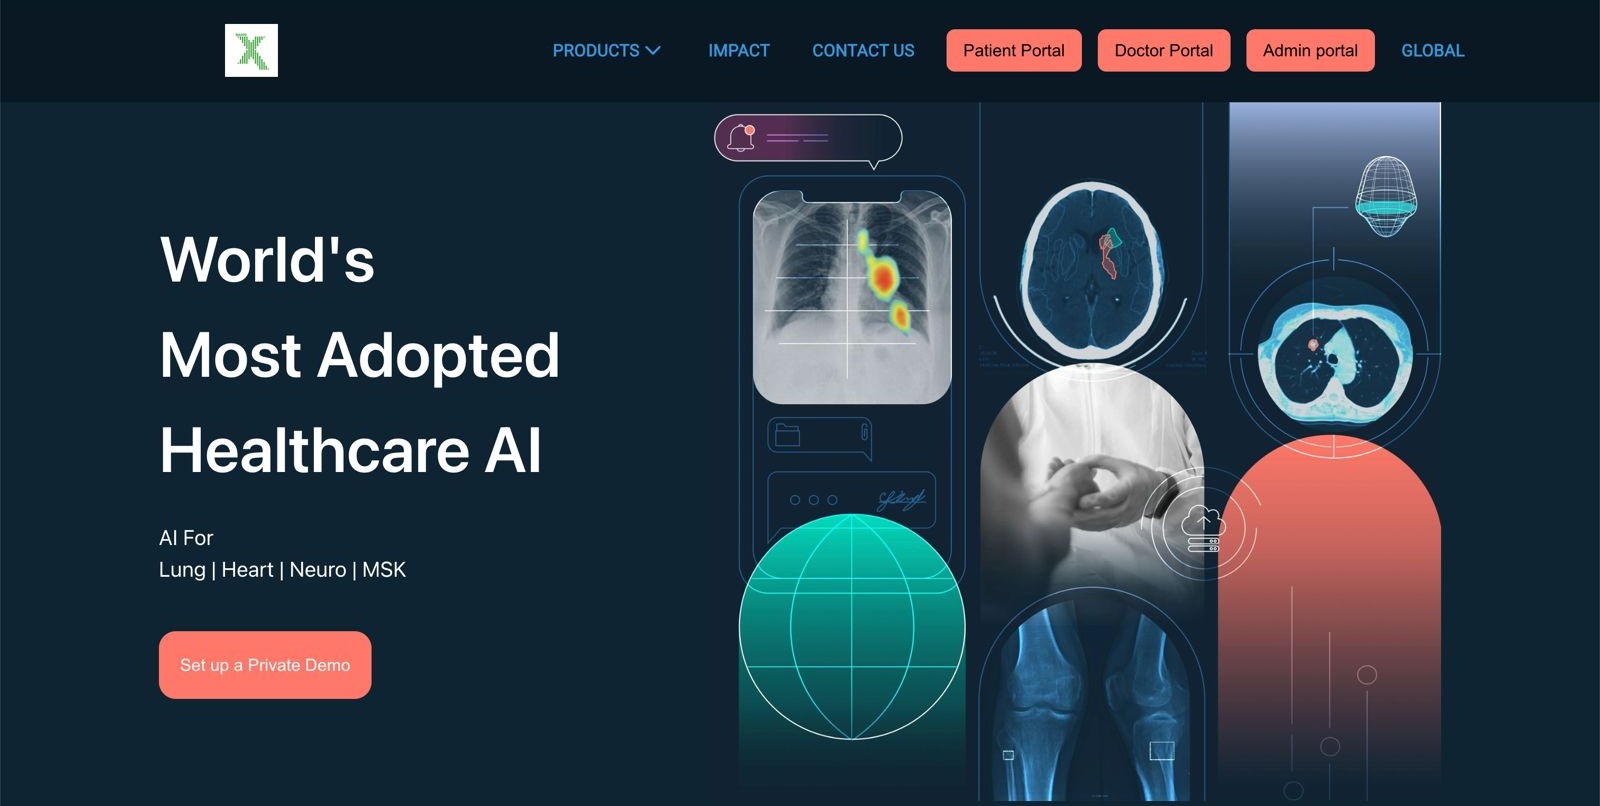 PRODUCTS
IMPACT
CONTACT US
Patient Portal
Doctor Portal
Admin portal
GLOBAL
World's
Most Adopted
Healthcare AI
AI For
Lung | Heart | Neuro | MSK
Set up a Private Demo